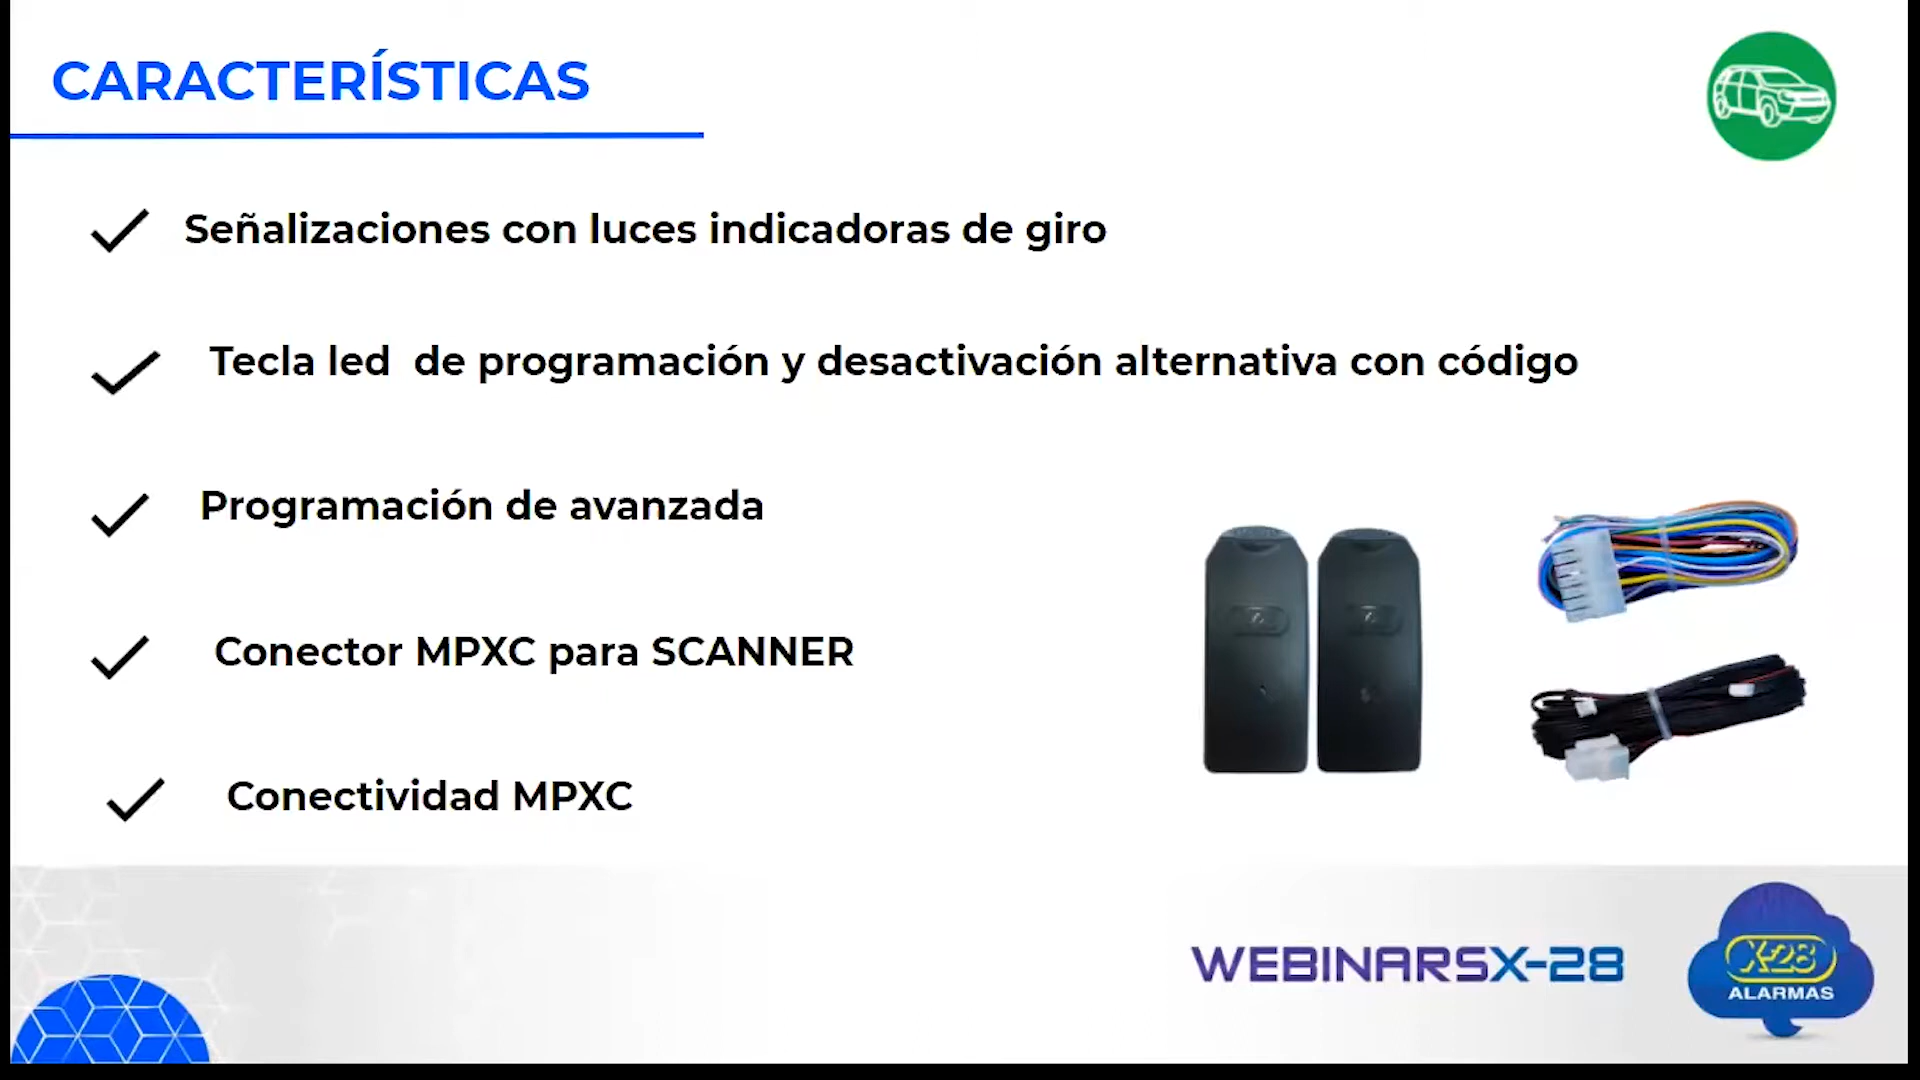 CARACTERÍSTICAS
Señalizaciones con luces indicadoras de giro
Tecla led de programación y desactivación alternativa con código
Programación de avanzada
Conector MPXC para SCANNER
Conectividad MPXC
WEBINARSX-28
X-28
ALARMAS